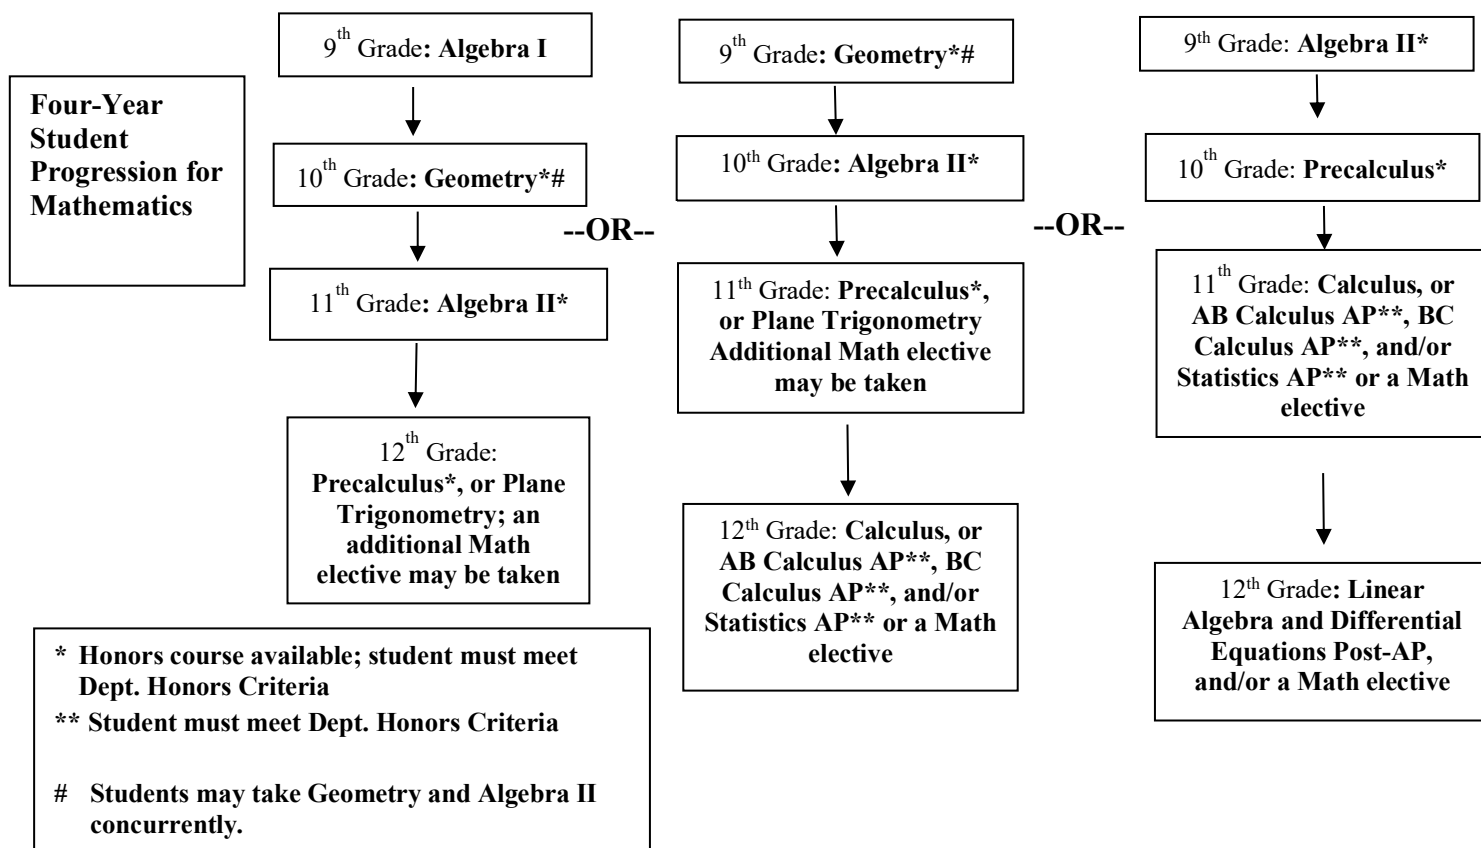 Four-Year
Student
Progression for
Mathematics
9th Grade: Algebra I
10th Grade: Geometry*#
11th Grade: Algebra II*
12th Grade:
Precalculus*, or Plane
Trigonometry; an
additional Math
elective may be taken
--OR--
9th Grade: Geometry*#
10th Grade: Algebra II*
11th Grade: Precalculus*,
or Plane Trigonometry
Additional Math elective
may be taken
12th Grade: Calculus, or
AB Calculus AP**, BC
Calculus AP**, and/or
Statistics AP** or a Math
elective
--OR--
9th Grade: Algebra II*
10th Grade: Precalculus*
11th Grade: Calculus, or
AB Calculus AP**, BC
Calculus AP**, and/or
Statistics AP** or a Math
elective
12th Grade: Linear
Algebra and Differential
Equations Post-AP,
and/or a Math elective
* Honors course available; student must meet
Dept. Honors Criteria
** Student must meet Dept. Honors Criteria
# Students may take Geometry and Algebra II
concurrently.